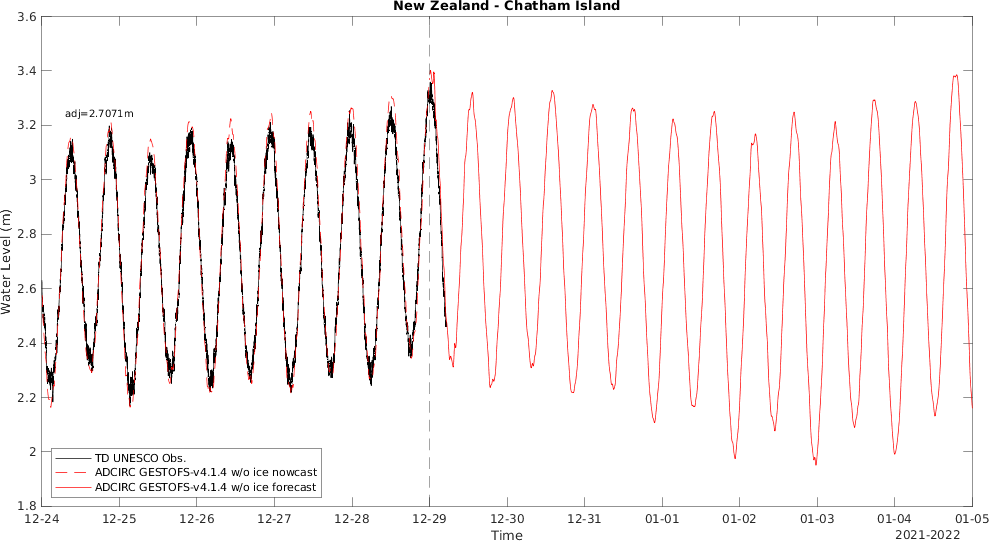 New Zealand - Chatham Island
3.6
3.4
3.2
3
2.8
2.6
2.4
2.2
2
1.8
Water Level (m)
adj=2.7071m
TD UNESCO Obs.
ADCIRC GESTOFS-v4.1.4 w/o ice nowcast
ADCIRC GESTOFS-v4.1.4 w/o ice forecast
12-24 12-25 12-26 12-27 12-28 12-29 12-30 12-31 01-01 01-02 01-03 01-04 01-05
Time
2021-2022